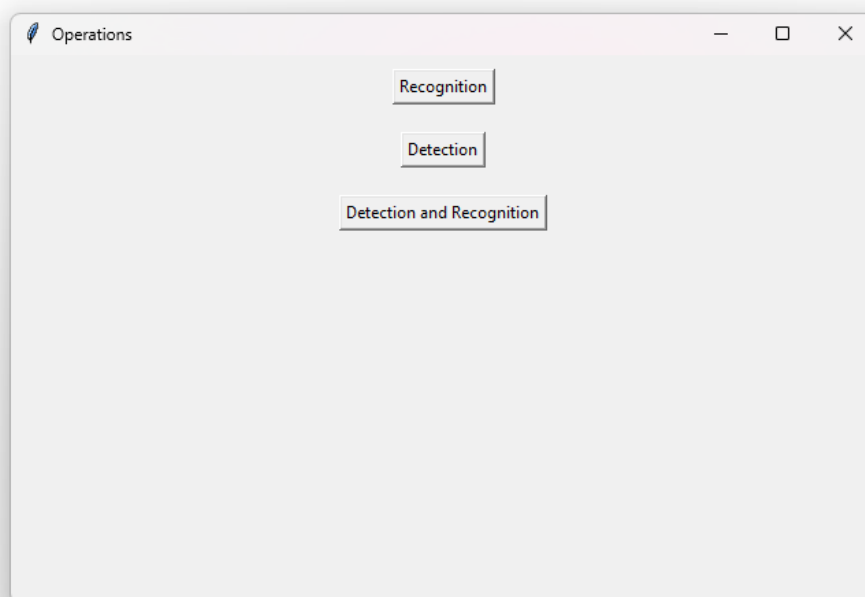 Operations
Recognition
Detection
Detection and Recognition